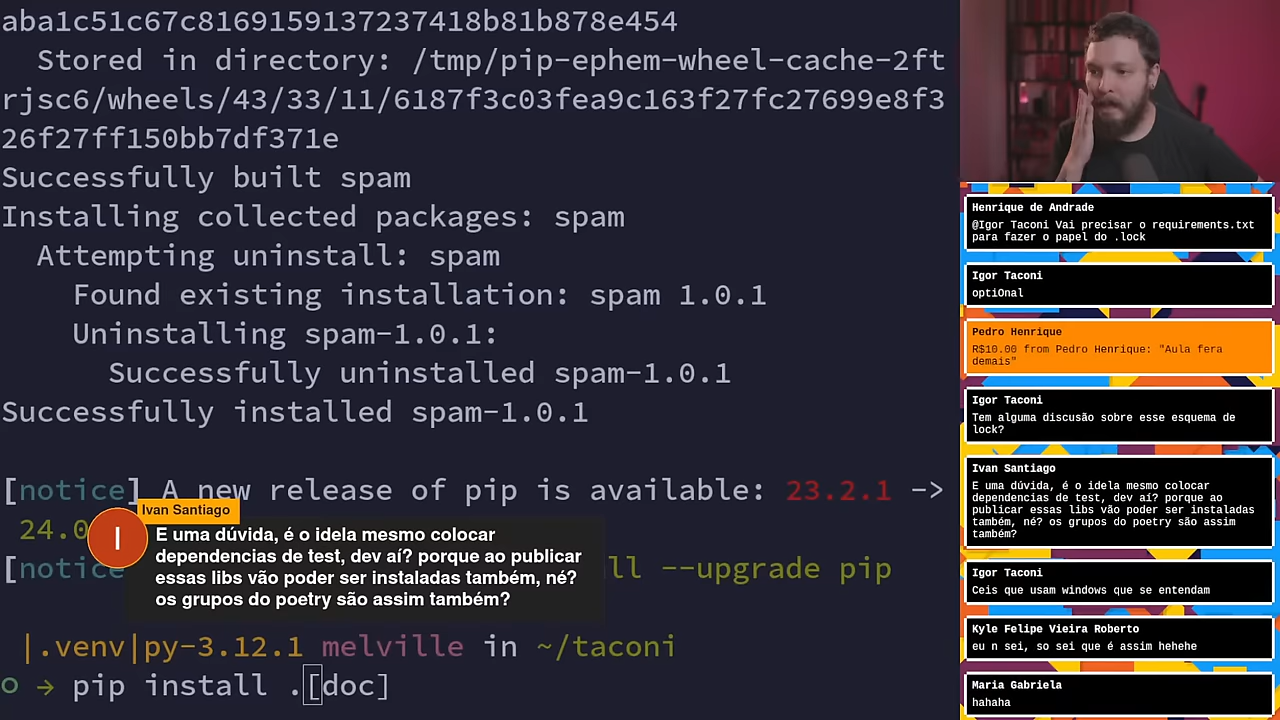 aba1c51c67c816915913723​7418b81b878e454
Stored in directory: /tmp/pip-ephem-wheel-cache-2ft
rjsc6/wheels/43/33/11/6187f3c03fea9c163f27fc27699e8f3
26f27ff150bb7df371e
Successfully built spam
Installing collected packages: spam
Attempting uninstall: spam
Found existing installation: spam 1.0.1
Uninstalling spam-1.0.1:
Successfully uninstalled spam-1.0.1
Successfully installed spam-1.0.1
[notice] A new release of pip is available: 23.2.1 ->
24.0
[notice ll --upgrade pip
Ivan Santiago
I
E uma dúvida, é o idela mesmo colocar
dependencias de test, dev aí? porque ao publicar
essas libs vão poder ser instaladas também, né?
os grupos do poetry são assim também?
|.venv|py-3.12.1 melville in ~/taconi
○ → pip install .[doc]
Henrique de Andrade
@Igor Taconi Vai precisar o requirements.txt
para fazer o papel do .lock
Igor Taconi
optiOnal
Pedro Henrique
R$10.00 from Pedro Henrique: "Aula fera
demais"
Igor Taconi
Tem alguma discusão sobre esse esquema de
lock?
Ivan Santiago
E uma dúvida, é o idela mesmo colocar
dependencias de test, dev aí? porque ao
publicar essas libs vão poder ser instaladas
também, né? os grupos do poetry são assim
também?
Igor Taconi
Ceis que usam windows que se entendam
Kyle Felipe Vieira Roberto
eu n sei, so sei que é assim hehehe
Maria Gabriela
hahaha